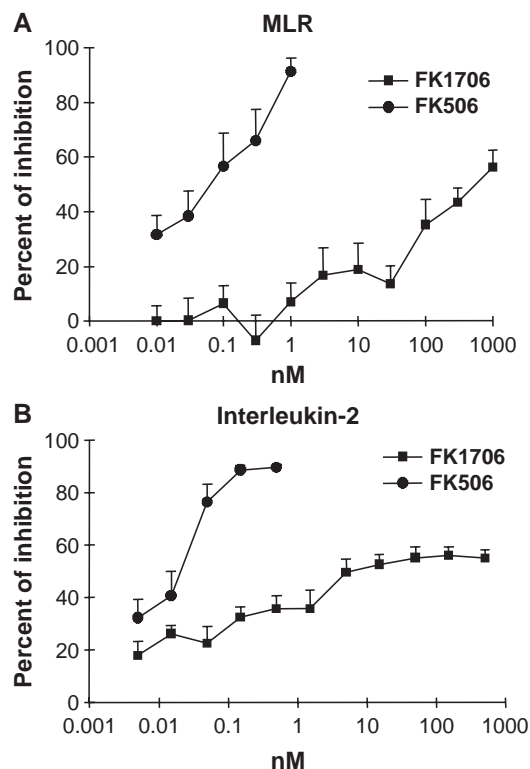 A
MLR
Percent of inhibition
100
80
60
40
20
0
FK1706
FK506
0.001 0.01 0.1 1 10 100 1000
nM
B
Interleukin-2
Percent of inhibition
100
80
60
40
20
0
FK1706
FK506
0.001 0.01 0.1 1 10 100 1000
nM